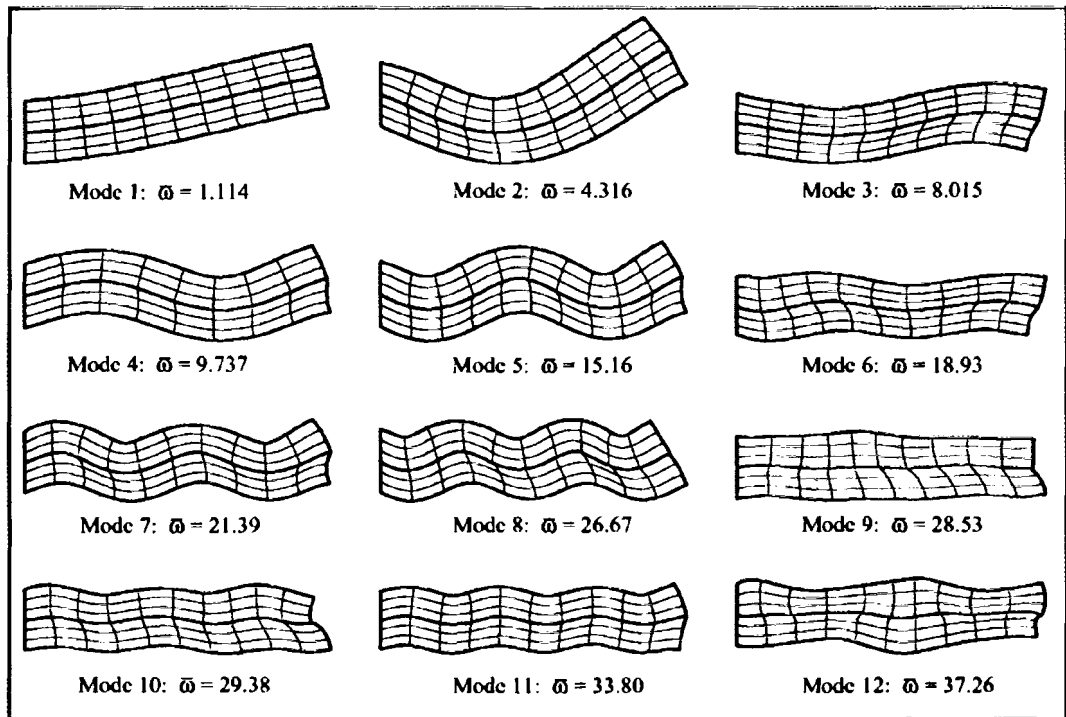 Mode 1: ω̄ = 1.114
Mode 2: ω̄ = 4.316
Mode 3: ω̄ = 8.015
Mode 4: ω̄ = 9.737
Mode 5: ω̄ = 15.16
Mode 6: ω̄ = 18.93
Mode 7: ω̄ = 21.39
Mode 8: ω̄ = 26.67
Mode 9: ω̄ = 28.53
Mode 10: ω̄ = 29.38
Mode 11: ω̄ = 33.80
Mode 12: ω̄ = 37.26